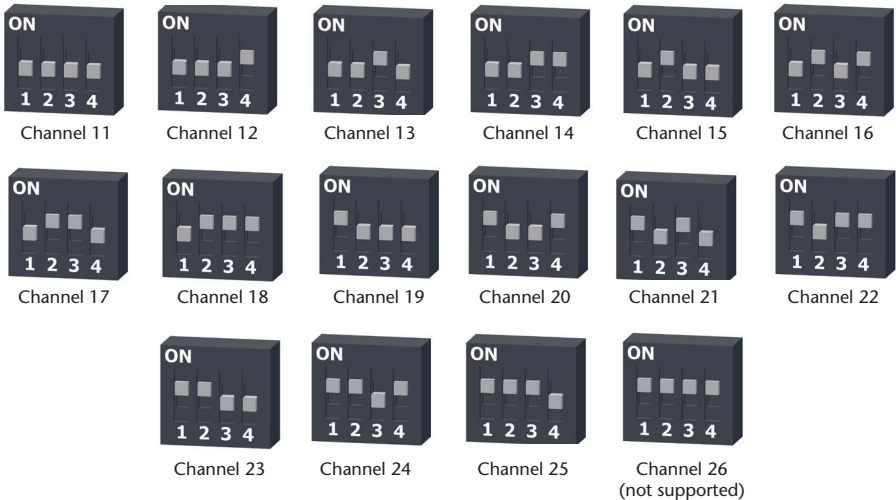 ON ON ON ON ON ON
1 2 3 4 1 2 3 4 1 2 3 4 1 2 3 4 1 2 3 4 1 2 3 4
Channel 11 Channel 12 Channel 13 Channel 14 Channel 15 Channel 16
ON ON ON ON ON ON
1 2 3 4 1 2 3 4 1 2 3 4 1 2 3 4 1 2 3 4 1 2 3 4
Channel 17 Channel 18 Channel 19 Channel 20 Channel 21 Channel 22
ON ON ON ON
1 2 3 4 1 2 3 4 1 2 3 4 1 2 3 4
Channel 23 Channel 24 Channel 25 Channel 26
(not supported)